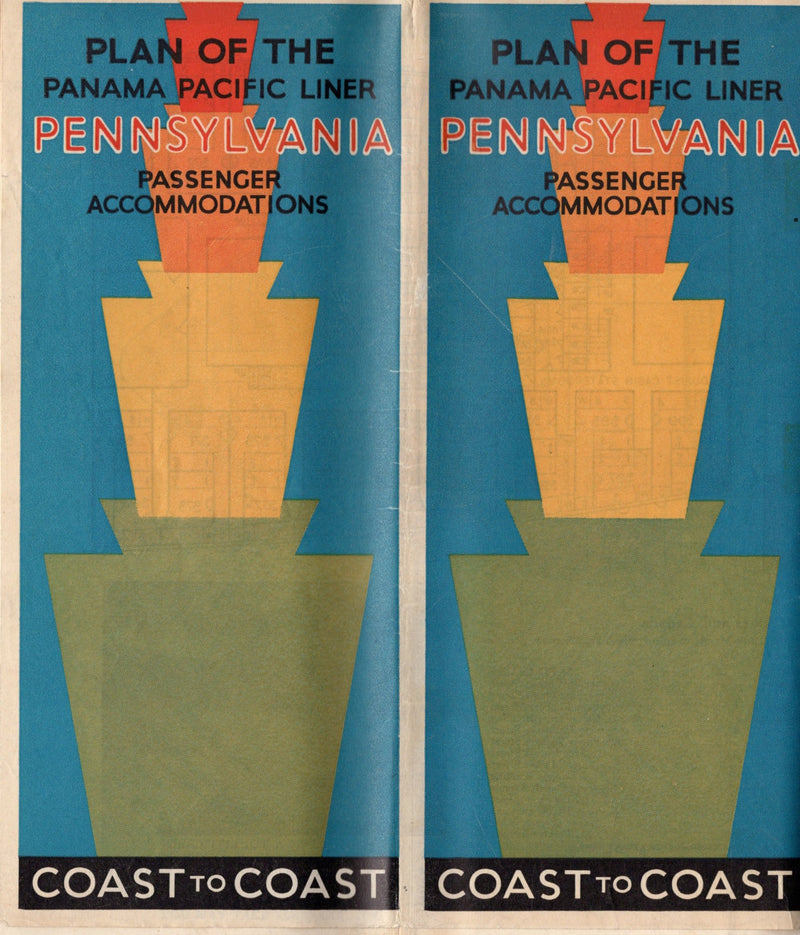 PLAN OF THE
PANAMA PACIFIC LINER
PENNSYLVANIA
PASSENGER
ACCOMMODATIONS
COAST TO COAST
PLAN OF THE
PANAMA PACIFIC LINER
PENNSYLVANIA
PASSENGER
ACCOMMODATIONS
COAST TO COAST